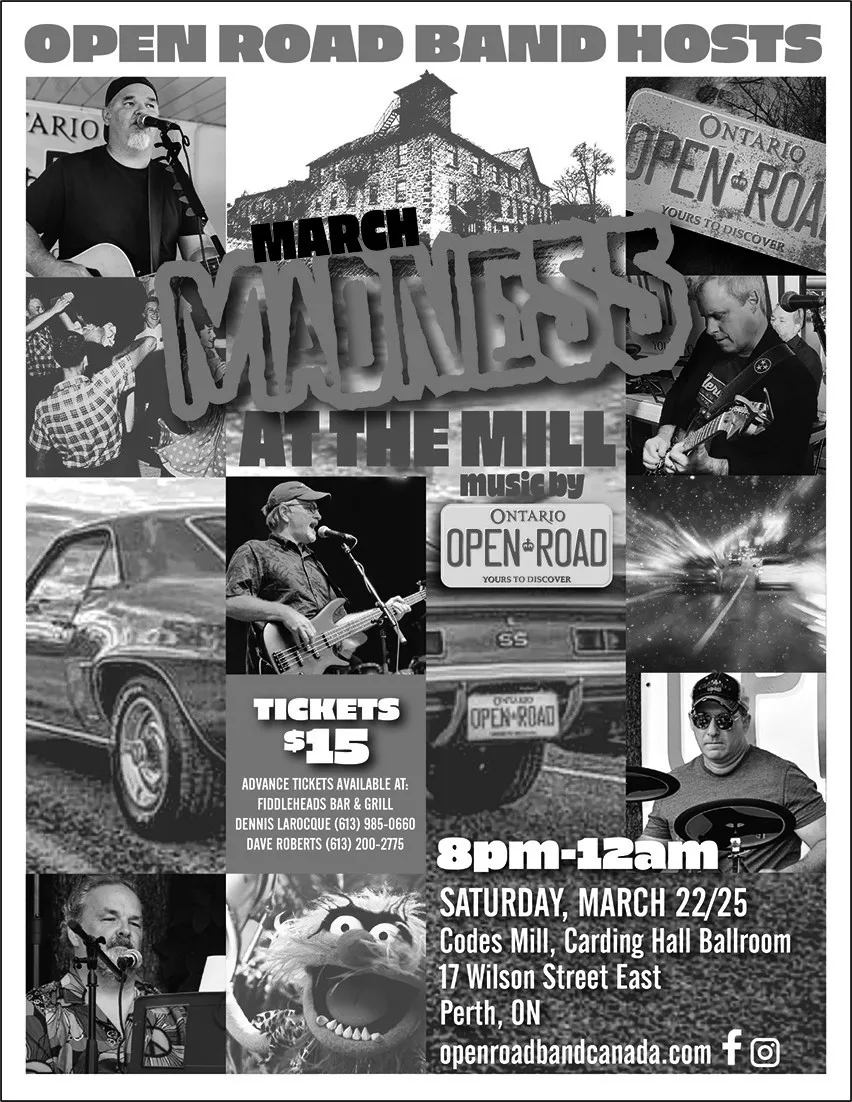 OPEN ROAD BAND HOSTS
TARIO
ONTARIO
OPEN ROA
YOURS TO DISCOVER
MARCH
MADNESS
AT THE MILL
music by
ONTARIO
OPEN ROAD
YOURS TO DISCOVER
SS
ONTARIO
OPEN ROAD
TICKETS
$15
ADVANCE TICKETS AVAILABLE AT:
FIDDLEHEADS BAR & GRILL
DENNIS LAROCQUE (613) 985-0660
DAVE ROBERTS (613) 200-2775
8pm-12am
SATURDAY, MARCH 22/25
Codes Mill, Carding Hall Ballroom
17 Wilson Street East
Perth, ON
openroadbandcanada.com